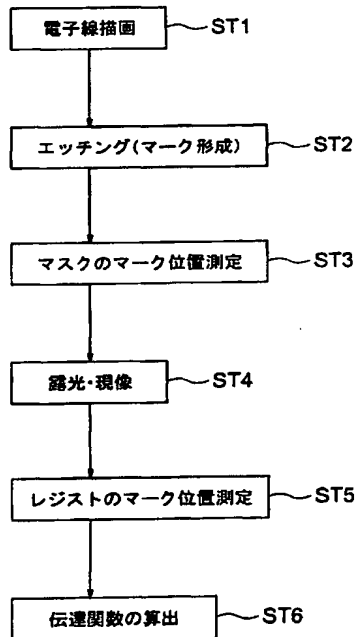 電子線描画 ST1
エッチング(マーク形成) ST2
マスクのマーク位置測定 ST3
露光・現像 ST4
レジストのマーク位置測定 ST5
伝達関数の算出 ST6